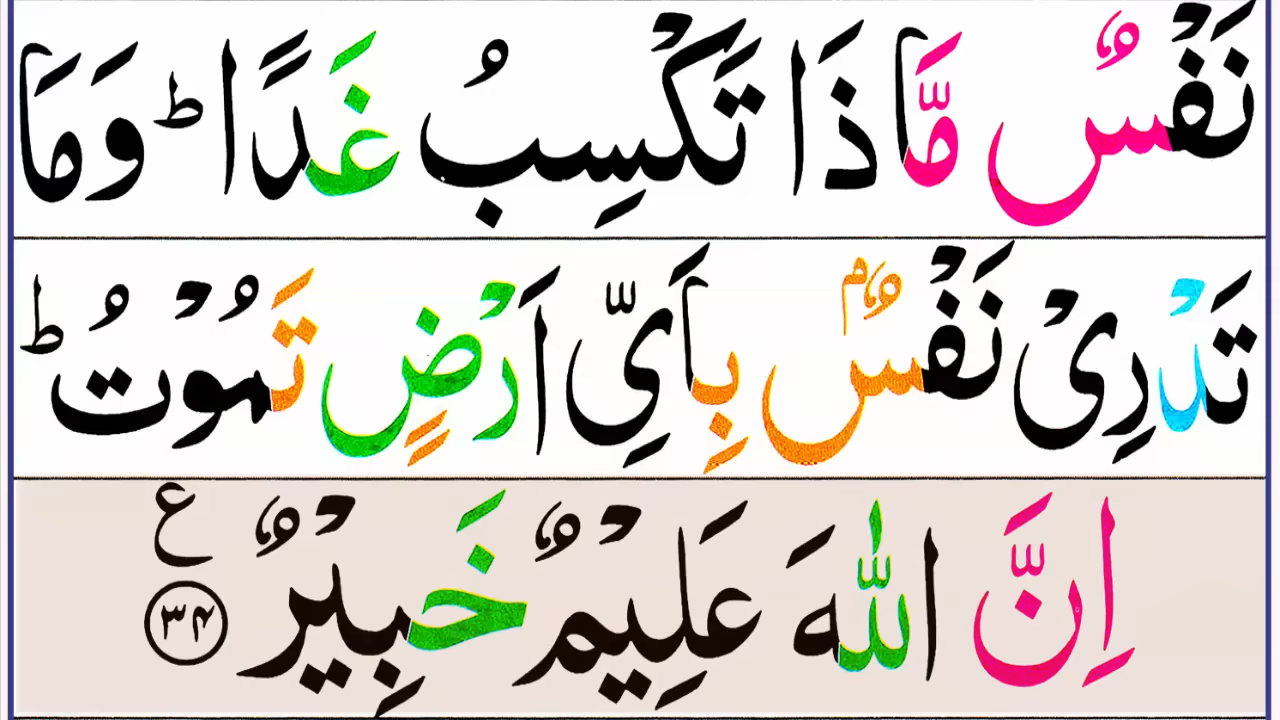 نَفْسٌ مَّاذَا تَكْسِبُ غَدًا ؕ وَمَا
تَدْرِىْ نَفْسٌۢ بِاَىِّ اَرْضٍ تَمُوْتُ ؕ
اِنَّ اللّٰهَ عَلِيْمٌ خَبِيْرٌ ۳۴ ع